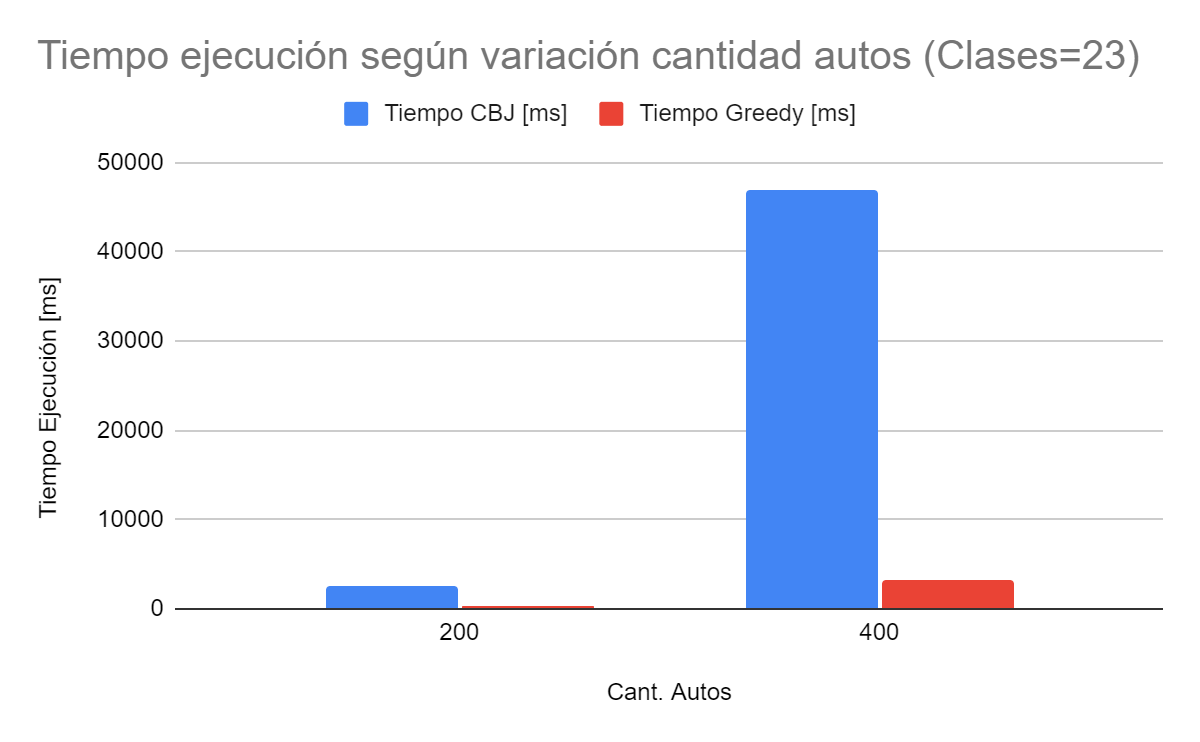 Tiempo ejecución según variación cantidad autos (Clases=23)
Tiempo CBJ [ms]
Tiempo Greedy [ms]
50000
40000
30000
20000
10000
0
Tiempo Ejecución [ms]
200
400
Cant. Autos